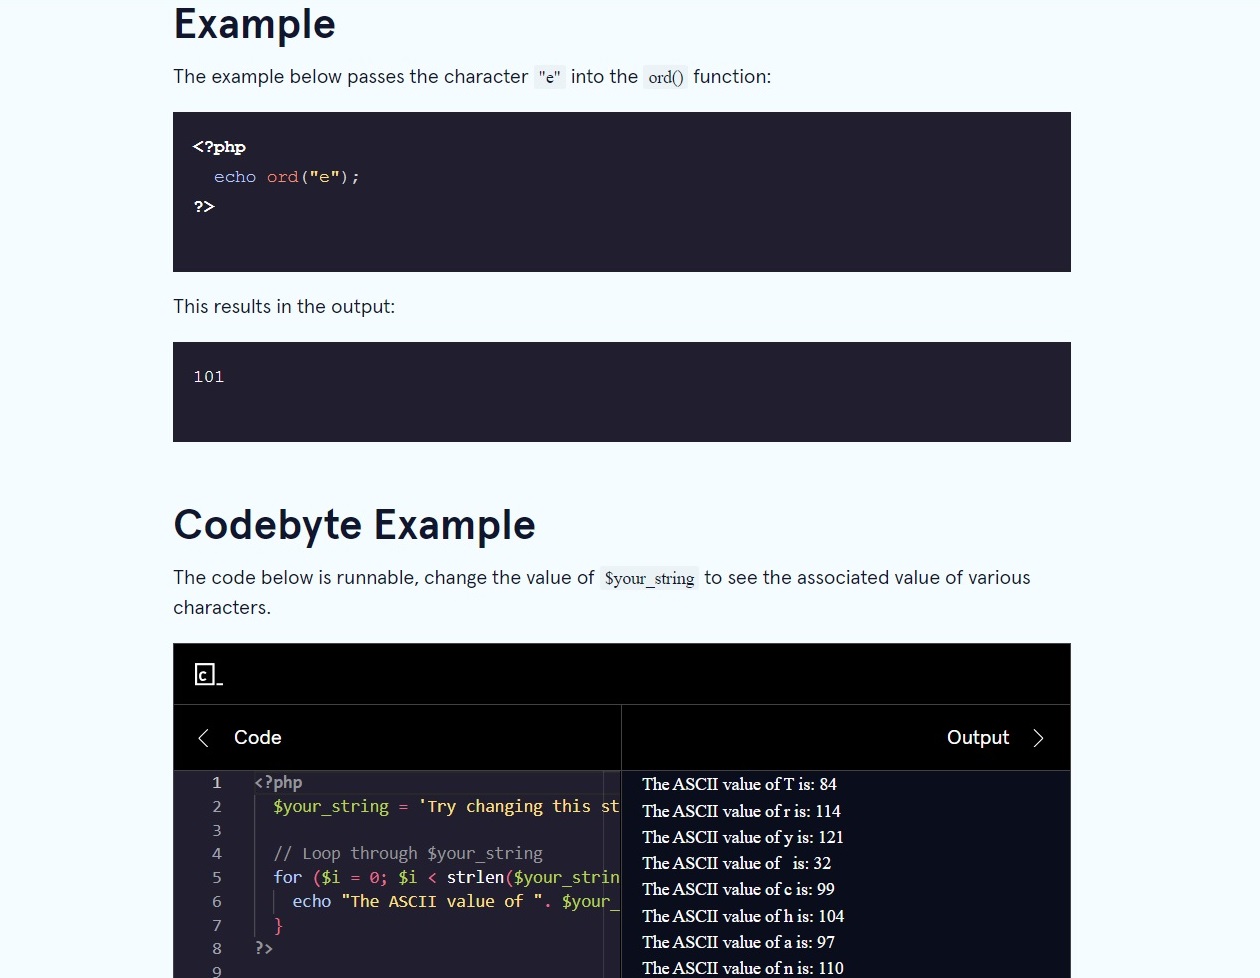 Example
The example below passes the character "e" into the ord() function:
<?php
echo ord("e");
?>
This results in the output:
101
Codebyte Example
The code below is runnable, change the value of $your_string to see the associated value of various
characters.
c_
Code
Output
1 <?php
2 $your_string = 'Try changing this st
3
4 // Loop through $your_string
5 for ($i = 0; $i < strlen($your_strin
6 echo "The ASCII value of ". $your_
7 }
8 ?>
9
The ASCII value of T is: 84
The ASCII value of r is: 114
The ASCII value of y is: 121
The ASCII value of   is: 32
The ASCII value of c is: 99
The ASCII value of h is: 104
The ASCII value of a is: 97
The ASCII value of n is: 110